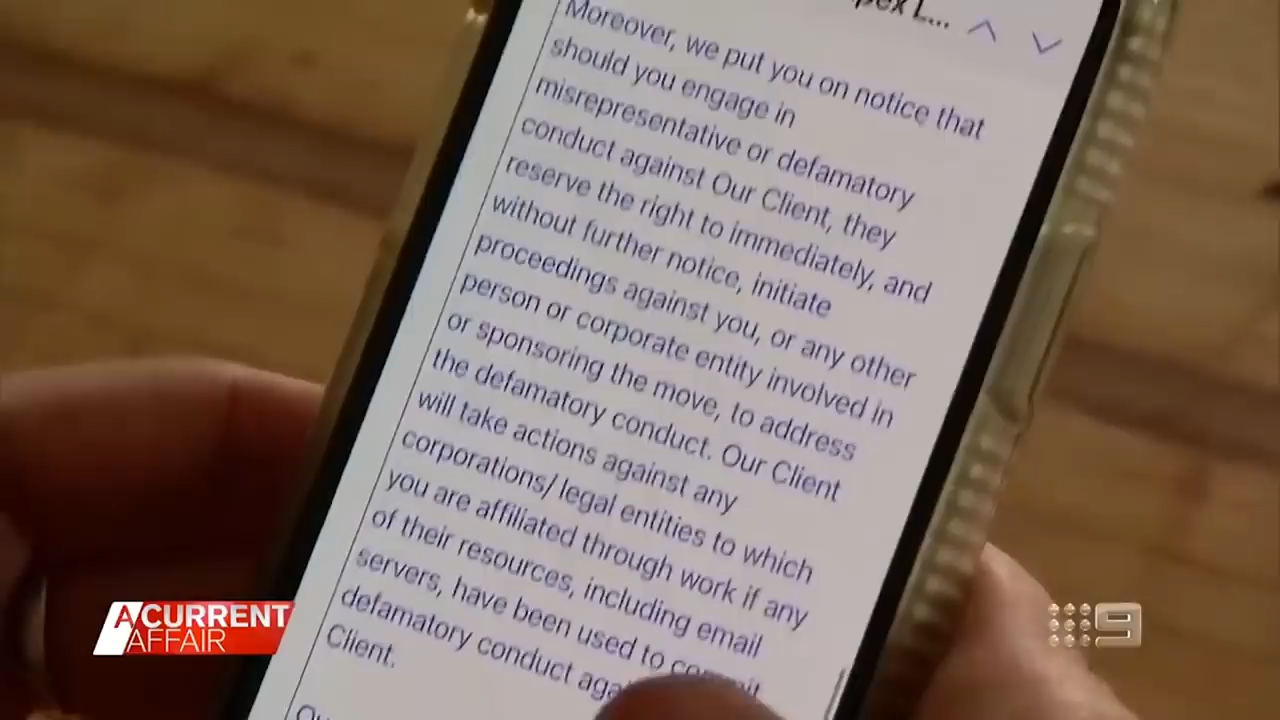 Moreover, we put you on notice that
should you engage in
misrepresentative or defamatory
conduct against Our Client, they
reserve the right to immediately, and
without further notice, initiate
proceedings against you, or any other
person or corporate entity involved in
or sponsoring the move, to address
the defamatory conduct. Our Client
will take actions against any
corporations/ legal entities to which
you are affiliated through work if any
of their resources, including email
servers, have been used to commit
defamatory conduct
Client.
A CURRENT
AFFAIR
9